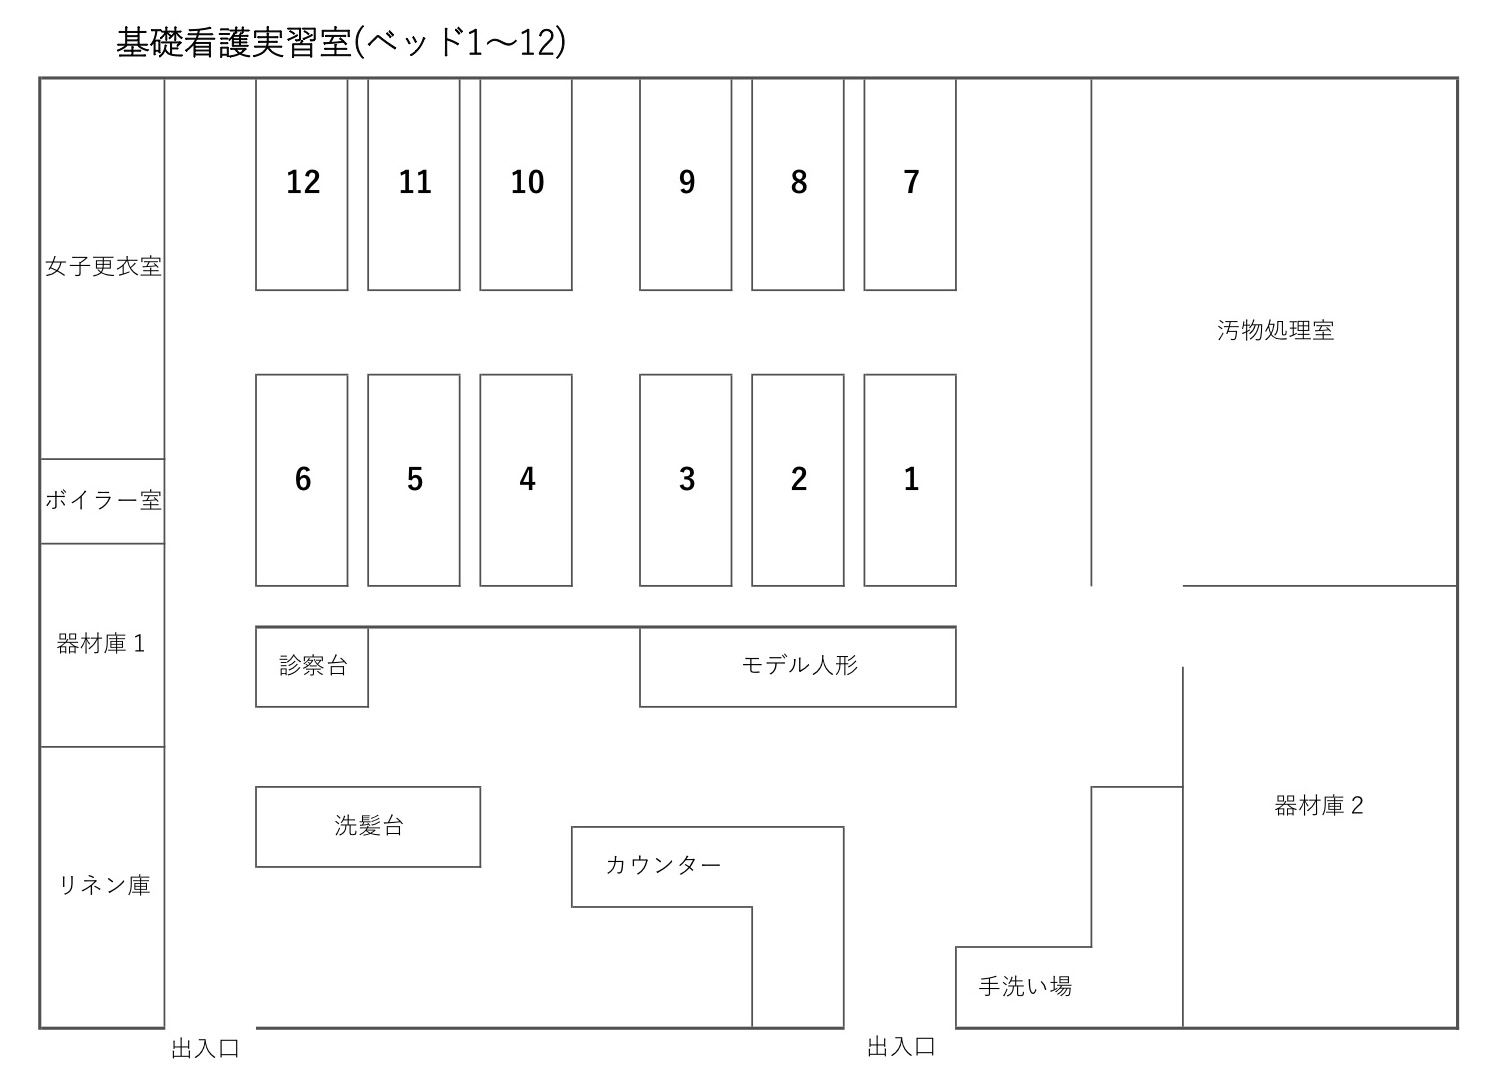 基礎看護実習室(ベッド1～12)
12
11
10
9
8
7
女子更衣室
汚物処理室
6
5
4
3
2
1
ボイラー室
器材庫1
診察台
モデル人形
洗髪台
器材庫2
カウンター
リネン庫
手洗い場
出入口
出入口